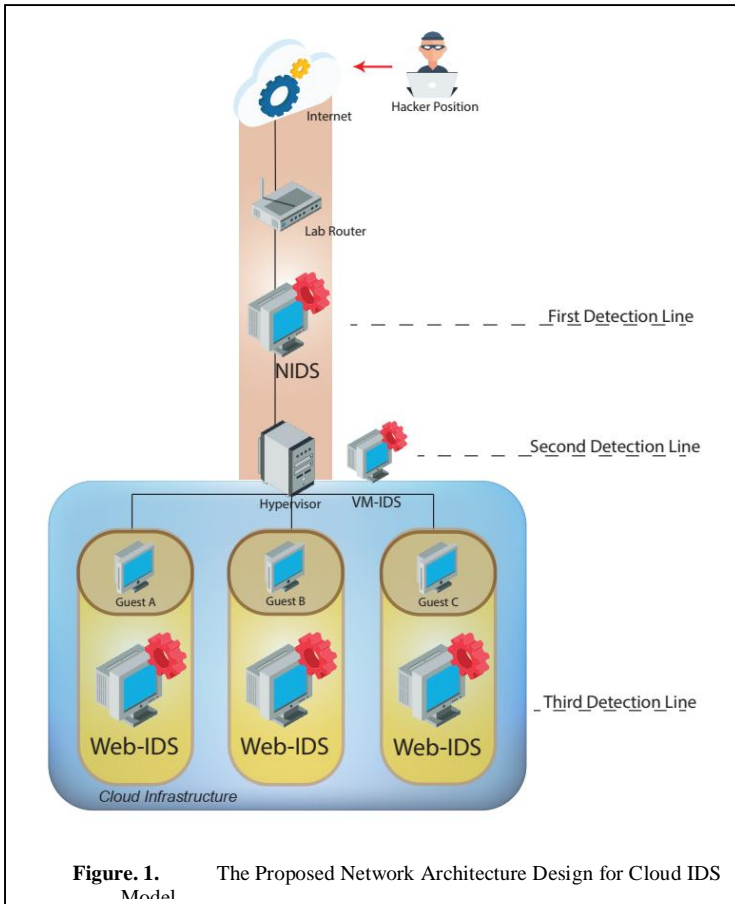 Internet
Hacker Position
Lab Router
First Detection Line
NIDS
Second Detection Line
Hypervisor
VM-IDS
Guest A
Guest B
Guest C
Third Detection Line
Web-IDS
Web-IDS
Web-IDS
Cloud Infrastructure
Figure. 1. The Proposed Network Architecture Design for Cloud IDS
Model